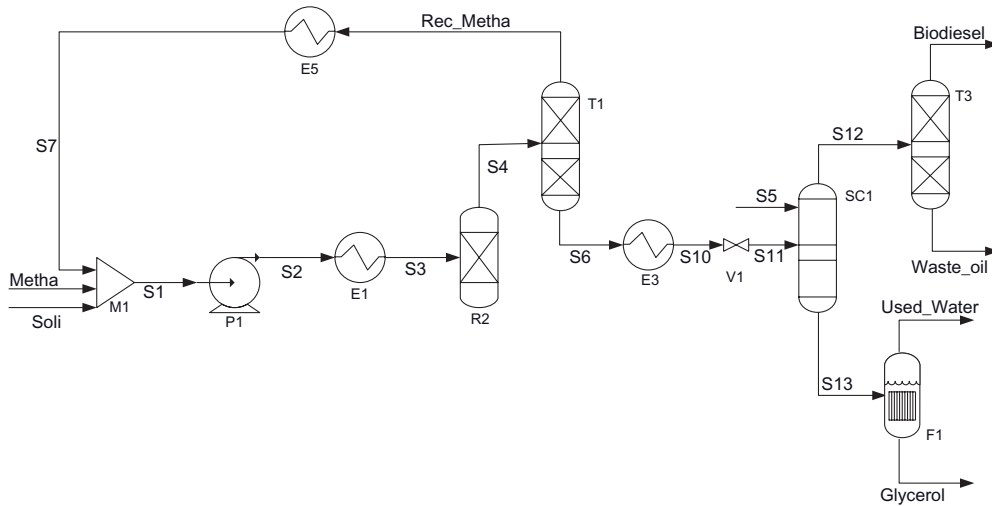 Rec_Metha
Biodiesel
E5
T1
T3
S7
S4
S12
S5
SC1
S2
S3
S6
S10
S11
Metha
S1
M1
E1
E3
V1
Waste_oil
Soli
P1
R2
Used_Water
S13
F1
Glycerol